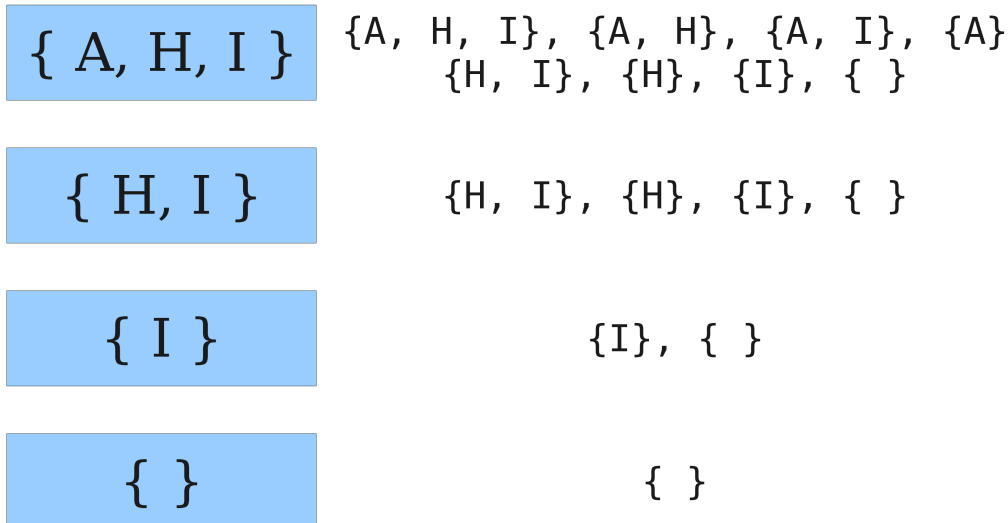 { A, H, I }
{A, H, I}, {A, H}, {A, I}, {A}
{H, I}, {H}, {I}, { }
{ H, I }
{H, I}, {H}, {I}, { }
{ I }
{I}, { }
{ }
{ }